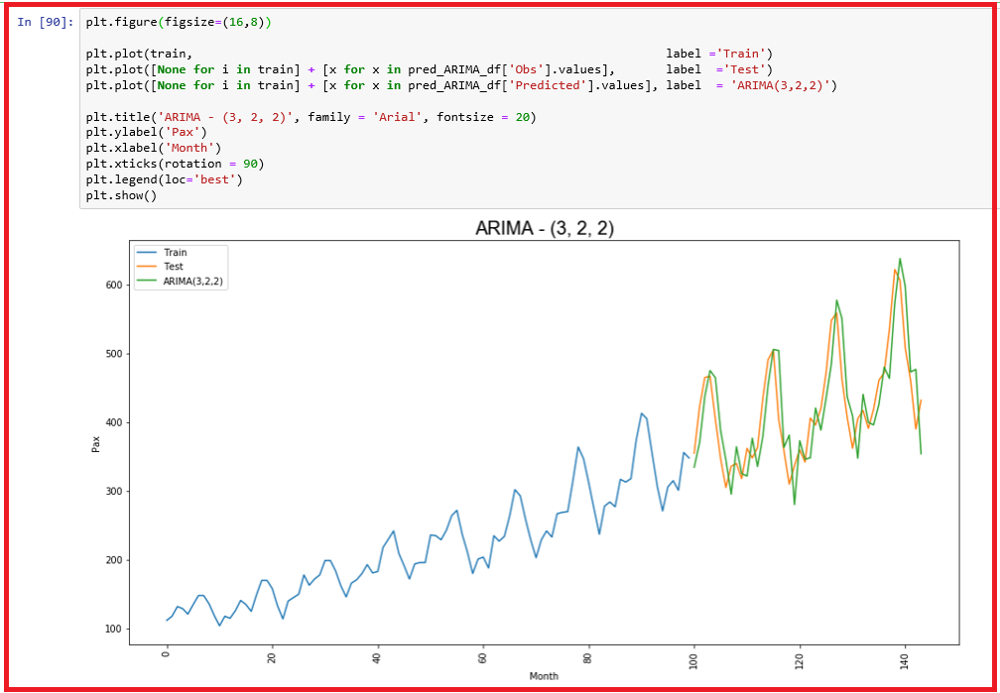 In [90]: plt.figure(figsize=(16,8))
plt.plot(train, label ='Train')
plt.plot([None for i in train] + [x for x in pred_ARIMA_df['Obs'].values], label ='Test')
plt.plot([None for i in train] + [x for x in pred_ARIMA_df['Predicted'].values], label = 'ARIMA(3,2,2)')
plt.title('ARIMA - (3, 2, 2)', family = 'Arial', fontsize = 20)
plt.ylabel('Pax')
plt.xlabel('Month')
plt.xticks(rotation = 90)
plt.legend(loc='best')
plt.show()
ARIMA - (3, 2, 2)
Train
Test
ARIMA(3,2,2)
600
500
400
300
200
100
Pax
0 20 40 60 80 100 120 140
Month